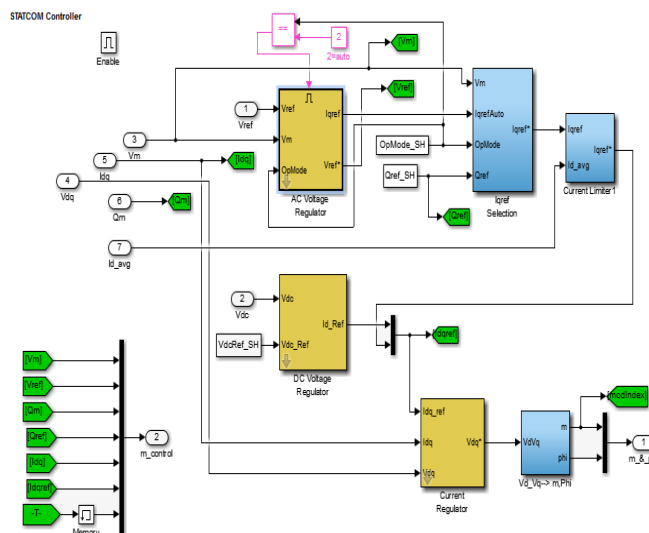 STATCOM Controller
Enable
==
2
2=auto
[Vm]
[Vref]
1
Vref
Vref
Iqref
Vm
OpMode
Vref*
AC Voltage
Regulator
3
Vm
5
Idq
[Idq]
4
Vdq
6
Qm
[Qm]
7
Id_avg
OpMode_SH
Qref_SH
[Qref]
Vm
IqrefAuto
OpMode
Qref
Iqref*
Iqref
Selection
Iqref
Id_avg
Iqref*
Current Limiter1
2
Vdc
VdcRef_SH
Vdc
Vdc_Ref
Id_Ref
DC Voltage
Regulator
[Idqref]
Idq_ref
Idq
Vdq
Vdq*
Current
Regulator
VdVq
m
phi
Vd_Vq--> m,Phi
[modIndex]
1
[Vm]
[Vref]
[Qm]
[Qref]
[Idq]
[Idqref]
-T-
Memory
2
m_control